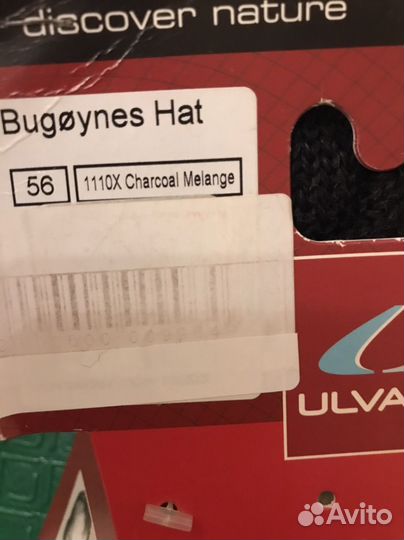 discover nature
Bugøynes Hat
56
1110X Charcoal Melange
ULVA
Avito